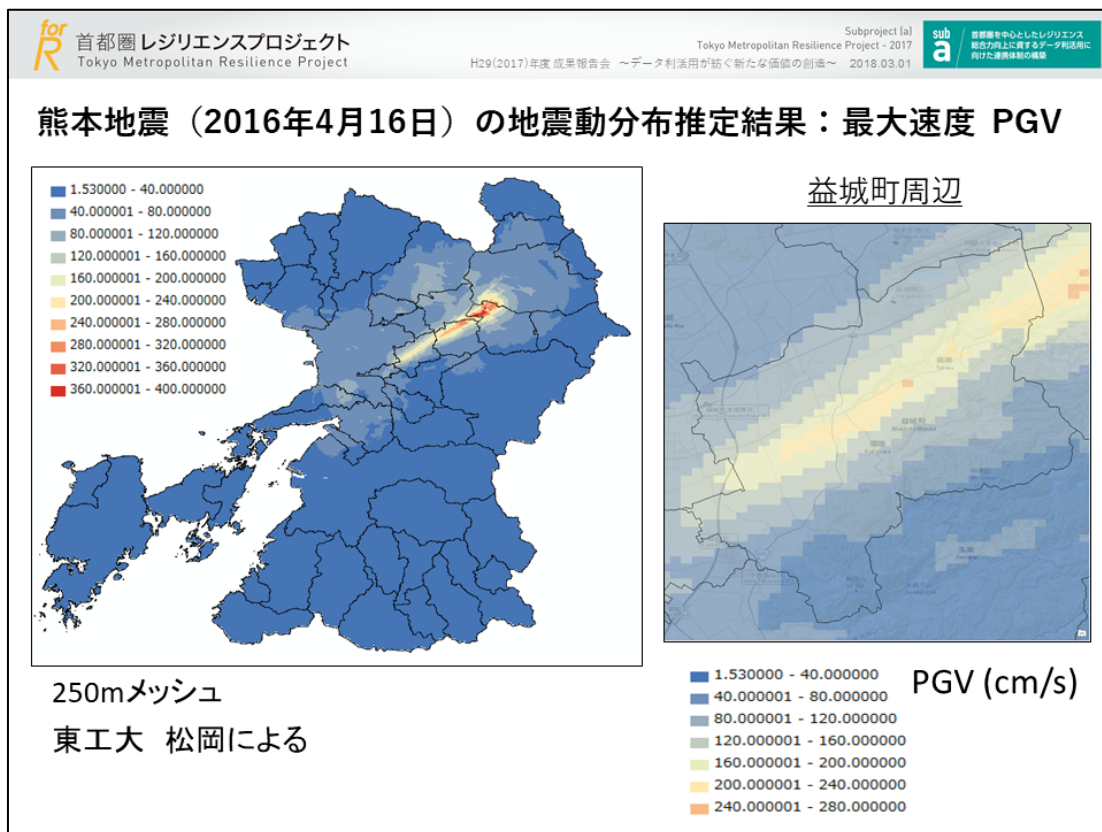 for
R
首都圏レジリエンスプロジェクト
Tokyo Metropolitan Resilience Project
Subproject (a)
Tokyo Metropolitan Resilience Project - 2017
H29(2017)年度 成果報告会 ～データ利活用が紡ぐ新たな価値の創造～ 2018.03.01
sub
a
首都圏を中心としたレジリエンス
総合力向上に資するデータ利活用に
向けた連携体制の構築
熊本地震（2016年4月16日）の地震動分布推定結果：最大速度 PGV
1.530000 - 40.000000
40.000001 - 80.000000
80.000001 - 120.000000
120.000001 - 160.000000
160.000001 - 200.000000
200.000001 - 240.000000
240.000001 - 280.000000
280.000001 - 320.000000
320.000001 - 360.000000
360.000001 - 400.000000
益城町周辺
益城町
250mメッシュ
東工大 松岡による
PGV (cm/s)
1.530000 - 40.000000
40.000001 - 80.000000
80.000001 - 120.000000
120.000001 - 160.000000
160.000001 - 200.000000
200.000001 - 240.000000
240.000001 - 280.000000